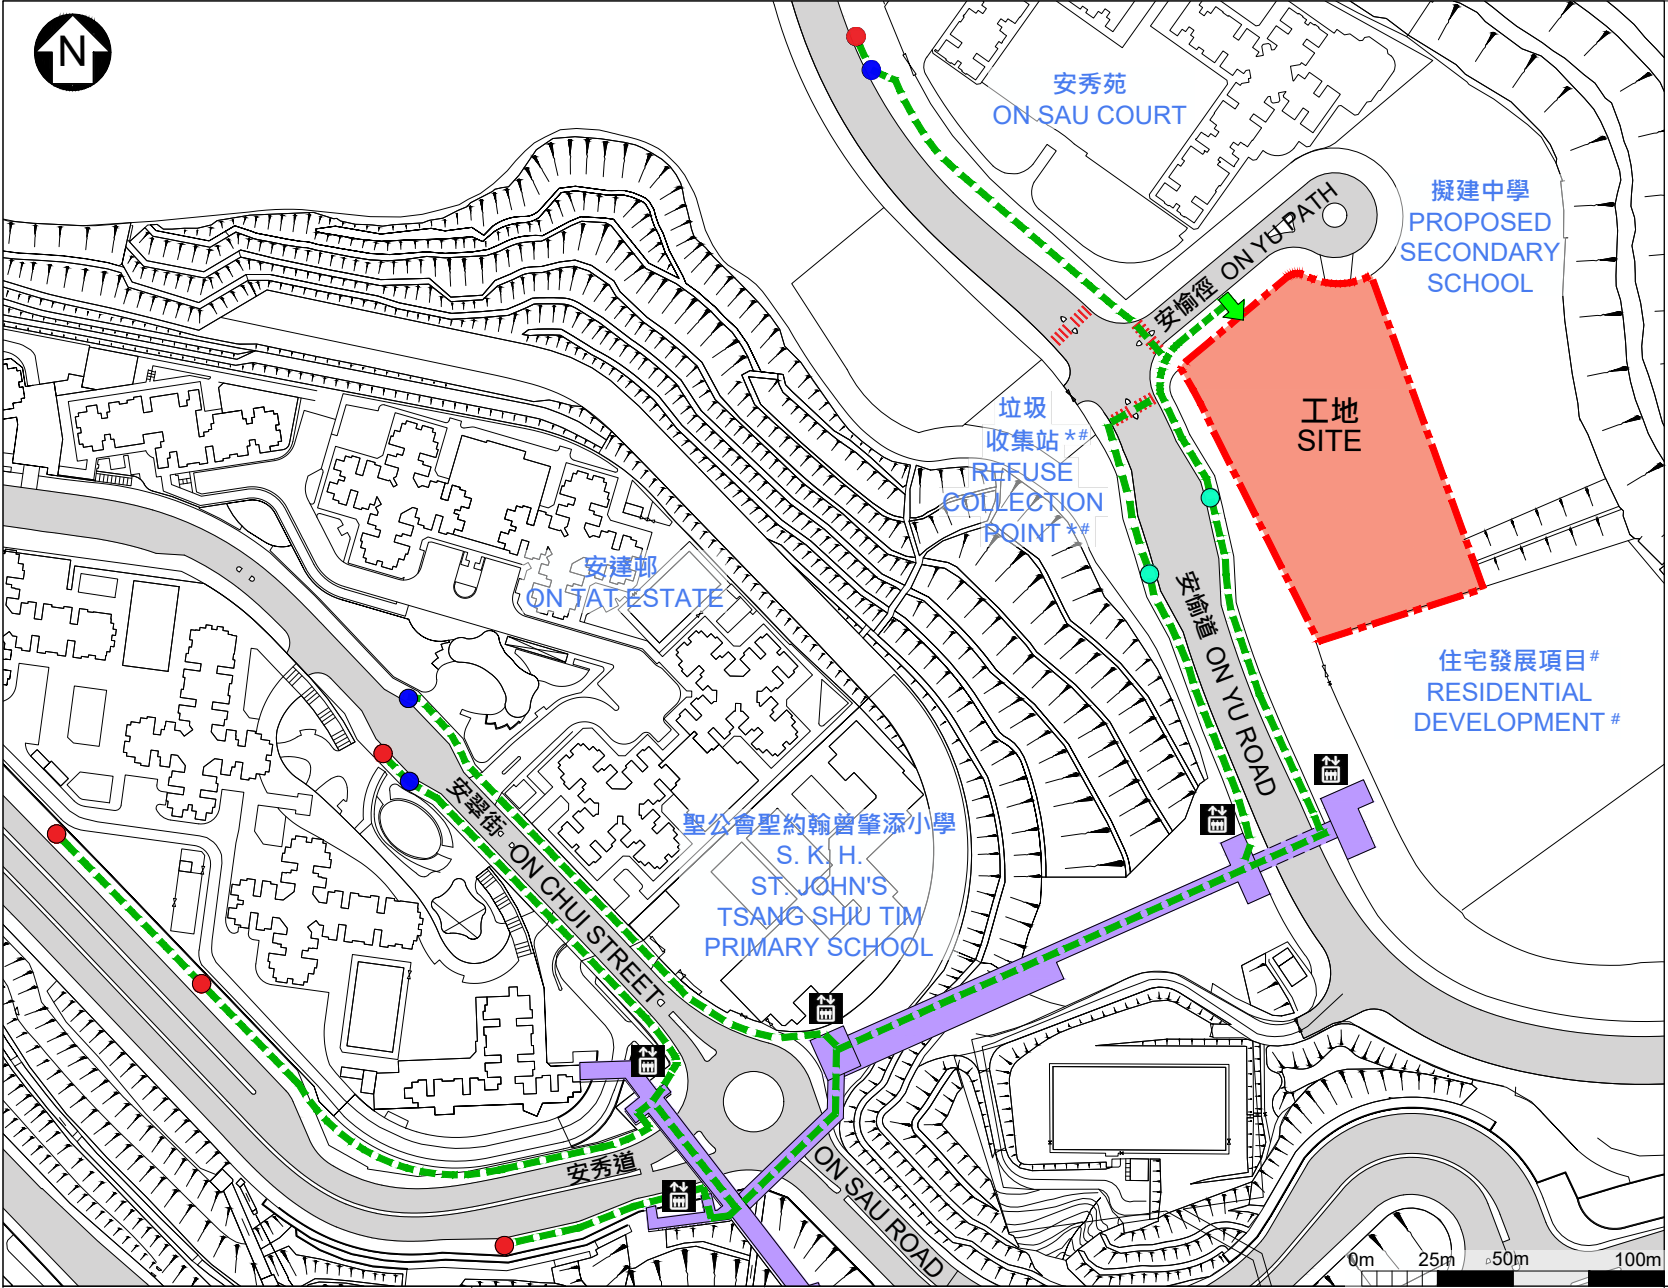 N
安秀苑
ON SAU COURT
擬建中學
PROPOSED
SECONDARY
SCHOOL
安愉徑 ON YU PATH
工地
SITE
垃圾
收集站 *#
REFUSE
COLLECTION
POINT *#
安達邨
ON TAT ESTATE
安愉道 ON YU ROAD
住宅發展項目#
RESIDENTIAL
DEVELOPMENT #
安翠街 ON CHUI STREET
聖公會聖約翰曾肇添小學
S. K. H.
ST. JOHN'S
TSANG SHIU TIM
PRIMARY SCHOOL
安秀道
ON SAU ROAD
0m 25m 50m 100m